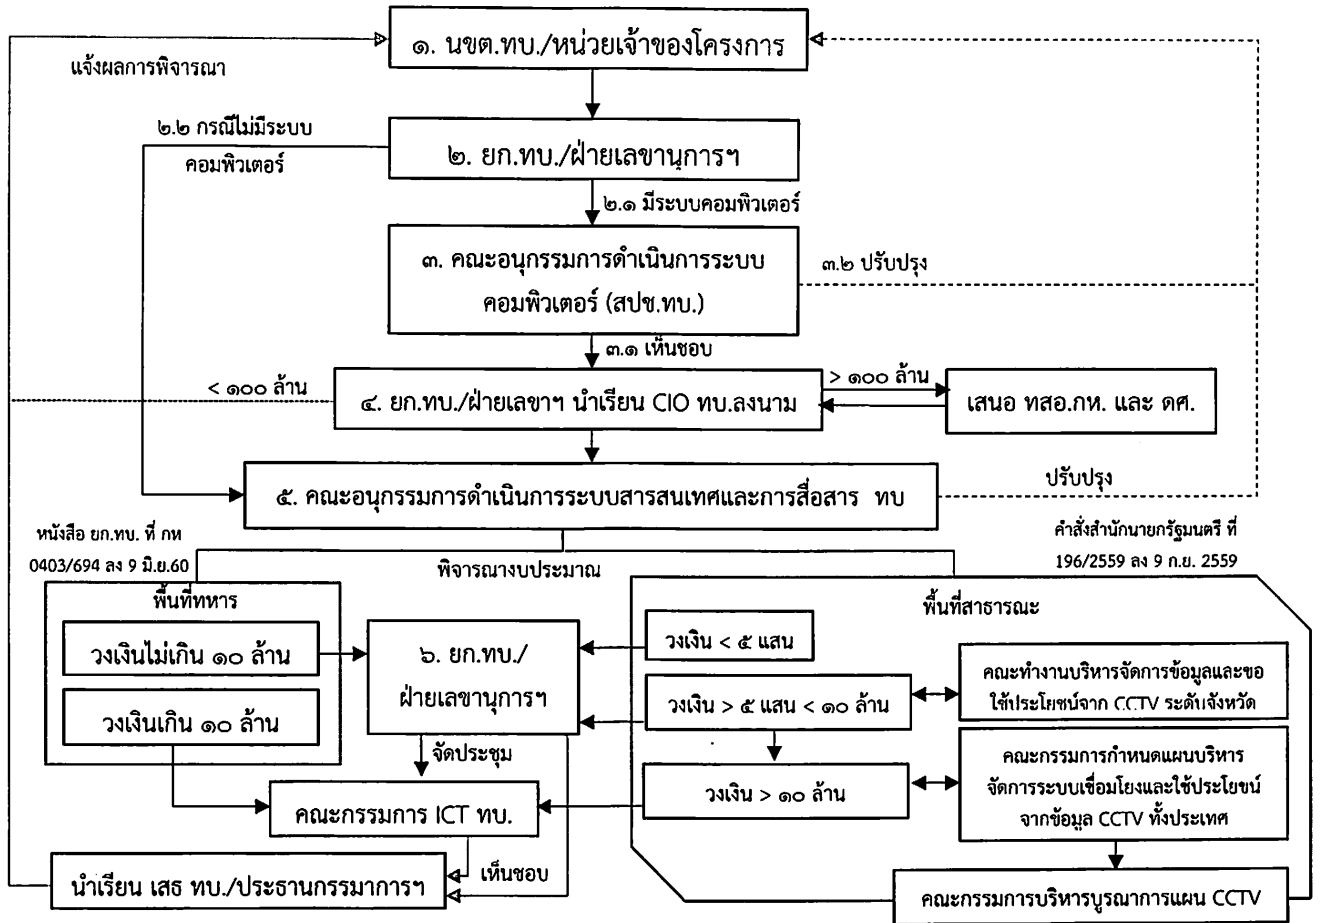 ๑. นขต.ทบ./หน่วยเจ้าของโครงการ
แจ้งผลการพิจารณา
๒.๒ กรณีไม่มีระบบ
คอมพิวเตอร์
๒. ยก.ทบ./ฝ่ายเลขานุการฯ
๒.๑ มีระบบคอมพิวเตอร์
๓. คณะอนุกรรมการดำเนินการระบบ
คอมพิวเตอร์ (สปช.ทบ.)
๓.๒ ปรับปรุง
๓.๑ เห็นชอบ
< ๑๐๐ ล้าน
๔. ยก.ทบ./ฝ่ายเลขาฯ นำเรียน CIO ทบ.ลงนาม
> ๑๐๐ ล้าน
เสนอ ทสอ.กห. และ ดศ.
๕. คณะอนุกรรมการดำเนินการระบบสารสนเทศและการสื่อสาร ทบ
ปรับปรุง
หนังสือ ยก.ทบ. ที่ กห
0403/694 ลง 9 มิ.ย.60
พิจารณางบประมาณ
คำสั่งสำนักนายกรัฐมนตรี ที่
196/2559 ลง 9 ก.ย. 2559
พื้นที่ทหาร
วงเงินไม่เกิน ๑๐ ล้าน
วงเงินเกิน ๑๐ ล้าน
๖. ยก.ทบ./
ฝ่ายเลขานุการฯ
จัดประชุม
คณะกรรมการ ICT ทบ.
เห็นชอบ
นำเรียน เสธ ทบ./ประธานกรรมาการฯ
พื้นที่สาธารณะ
วงเงิน < ๕ แสน
วงเงิน > ๕ แสน < ๑๐ ล้าน
วงเงิน > ๑๐ ล้าน
คณะทำงานบริหารจัดการข้อมูลและขอ
ใช้ประโยชน์จาก CCTV ระดับจังหวัด
คณะกรรมการกำหนดแผนบริหาร
จัดการระบบเชื่อมโยงและใช้ประโยชน์
จากข้อมูล CCTV ทั้งประเทศ
คณะกรรมการบริหารบูรณาการแผน CCTV